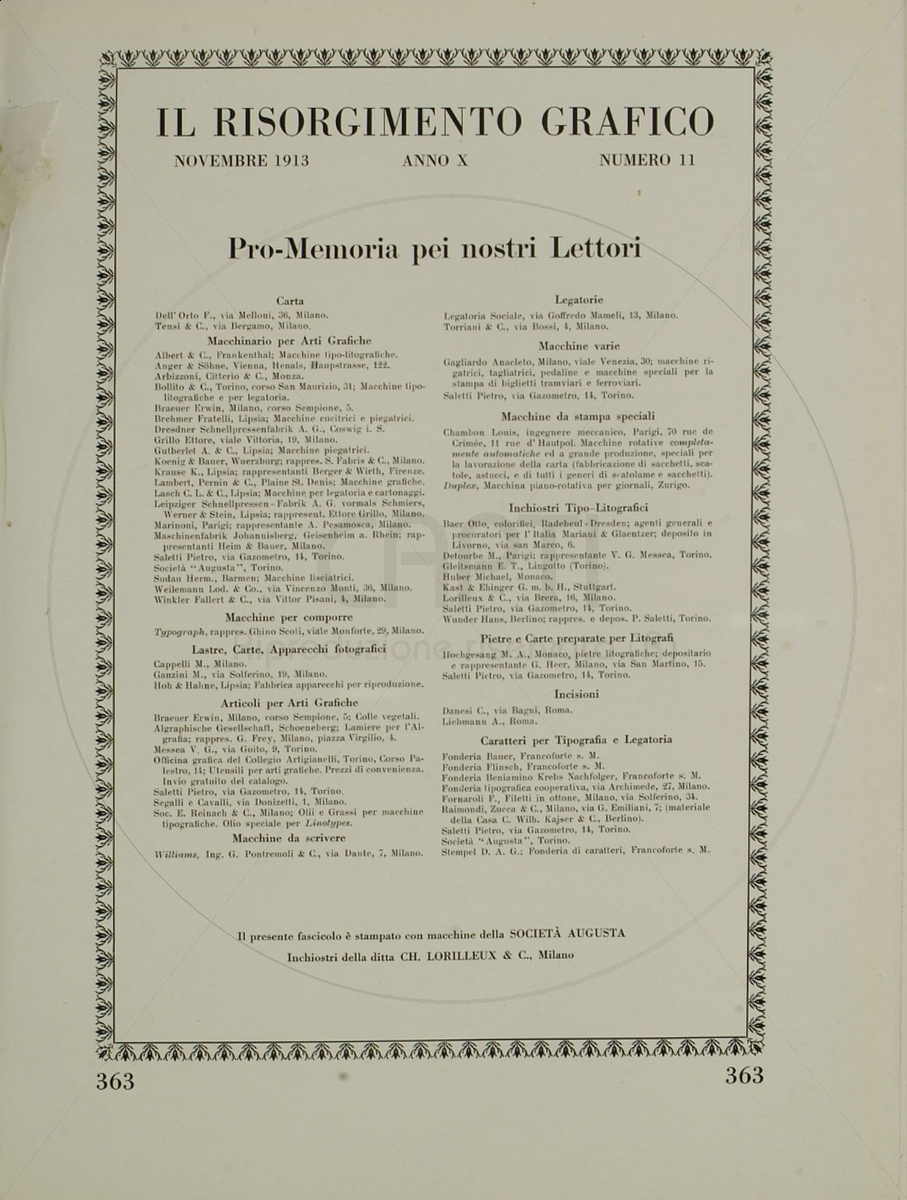 IL RISORGIMENTO GRAFICO
NOVEMBRE 1913 ANNO X NUMERO 11
Pro-Memoria pei nostri Lettori
Carta
Dell'Orto F., via Melloni, 36, Milano.
Tensi & C., via Bergamo, Milano.
Macchinario per Arti Grafiche
Albert & C., Frankenthal; Macchine tipo-litografiche.
Anger & Söhne, Vienna, Henals, Haupstrasse, 122.
Arbizzoni, Citterio & C., Monza.
Bollito & C., Torino, corso San Maurizio, 31; Macchine tipo-
litografiche e per legatoria.
Braeuer Erwin, Milano, corso Sempione, 5.
Brehmer Fratelli, Lipsia; Macchine cucitrici e piegatrici.
Dresdner Schnellpressenfabrik A. G., Coswig i. S.
Grillo Ettore, viale Vittoria, 19, Milano.
Gutberlet A. & C., Lipsia; Macchine piegatrici.
Koenig & Bauer, Wuerzburg; rappres. S. Fabris & C., Milano.
Krause K., Lipsia; rappresentanti Berger & Wirth, Firenze.
Lambert, Pernin & C., Plaine St. Denis; Macchine grafiche.
Lasch C. L. & C., Lipsia; Macchine per legatoria e cartonaggi.
Leipziger Schnellpressen-Fabrik A. G. vormals Schmiers,
Werner & Stein, Lipsia; rappresent. Ettore Grillo, Milano.
Marinoni, Parigi; rappresentante A. Pesamosca, Milano.
Maschinenfabrik Johannisberg, Geisenheim a. Rhein; rap-
presentanti Heim & Bauer, Milano.
Saletti Pietro, via Gazometro, 14, Torino.
Società "Augusta", Torino.
Sudau Herm., Barmen; Macchine lisciatrici.
Weilemann Lod. & Co., via Vincenzo Monti, 36, Milano.
Winkler Fallert & C., via Vittor Pisani, 4, Milano.
Macchine per comporre
Typograph, rappres. Ghino Scoti, viale Monforte, 29, Milano.
Lastre, Carte, Apparecchi fotografici
Cappelli M., Milano.
Ganzini M., via Solferino, 19, Milano.
Hoh & Hahne, Lipsia; Fabbrica apparecchi per riproduzione.
Articoli per Arti Grafiche
Braeuer Erwin, Milano, corso Sempione, 5; Colle vegetali.
Algraphische Gesellschaft, Schoeneberg; Lamiere per l'Al-
grafia; rappres. G. Frey, Milano, piazza Virgilio, 4.
Messea V. G., via Goito, 9, Torino.
Officina grafica del Collegio Artigianelli, Torino, Corso Pa-
lestro, 14; Utensili per arti grafiche. Prezzi di convenienza.
Invio gratuito del catalogo.
Saletti Pietro, via Gazometro, 14, Torino.
Segalli e Cavalli, via Donizetti, 1, Milano.
Soc. E. Reinach & C., Milano; Olii e Grassi per macchine
tipografiche. Olio speciale per Linotypes.
Macchine da scrivere
Williams, Ing. G. Pontremoli & C., via Dante, 7, Milano.
Legatorie
Legatoria Sociale, via Goffredo Mameli, 13, Milano.
Torriani & C., via Bossi, 4, Milano.
Macchine varie
Gagliardo Anacleto, Milano, viale Venezia, 30; macchine ri-
gatrici, tagliatrici, pedaline e macchine speciali per la
stampa di biglietti tramviari e ferroviari.
Saletti Pietro, via Gazometro, 14, Torino.
Macchine da stampa speciali
Chambon Louis, ingegnere meccanico, Parigi, 70 rue de
Crimée, 11 rue d'Hautpol. Macchine rotative completa-
mente automatiche ed a grande produzione, speciali per
la lavorazione della carta (fabbricazione di sacchetti, sca-
tole, astucci, e di tutti i generi di scatolame e sacchetti).
Duplex, Macchina piano-rotativa per giornali, Zurigo.
Inchiostri Tipo-Litografici
Baer Otto, colorifici, Radebeul-Dresden; agenti generali e
procuratori per l'Italia Mariani & Glaentzer; deposito in
Livorno, via san Marco, 6.
Detourbe M., Parigi; rappresentante V. G. Messea, Torino.
Gleitsmann E. T., Lingotto (Torino).
Huber Michael, Monaco.
Kast & Ehinger G. m. b. H., Stuttgart.
Lorilleux & C., via Brera, 16, Milano.
Saletti Pietro, via Gazometro, 14, Torino.
Wunder Hans, Berlino; rappres. e depos. P. Saletti, Torino.
Pietre e Carte preparate per Litografi
Hochgesang M. A., Monaco, pietre litografiche; depositario
e rappresentante G. Heer, Milano, via San Martino, 15.
Saletti Pietro, via Gazometro, 14, Torino.
Incisioni
Danesi C., via Bagni, Roma.
Liebmann A., Roma.
Caratteri per Tipografia e Legatoria
Fonderia Bauer, Francoforte s. M.
Fonderia Flinsch, Francoforte s. M.
Fonderia Beniamino Krebs Nachfolger, Francoforte s. M.
Fonderia tipografica cooperativa, via Archimede, 27, Milano.
Fornaroli F., Filetti in ottone, Milano, via Solferino, 34.
Raimondi, Zucca & C., Milano, via G. Emiliani, 7; (materiale
della Casa C. Wilh. Kajser & C., Berlino).
Saletti Pietro, via Gazometro, 14, Torino.
Società "Augusta", Torino.
Stempel D. A. G.; Fonderia di caratteri, Francoforte s. M.
Il presente fascicolo è stampato con macchine della SOCIETÀ AUGUSTA
Inchiostri della ditta CH. LORILLEUX & C., Milano
363 363